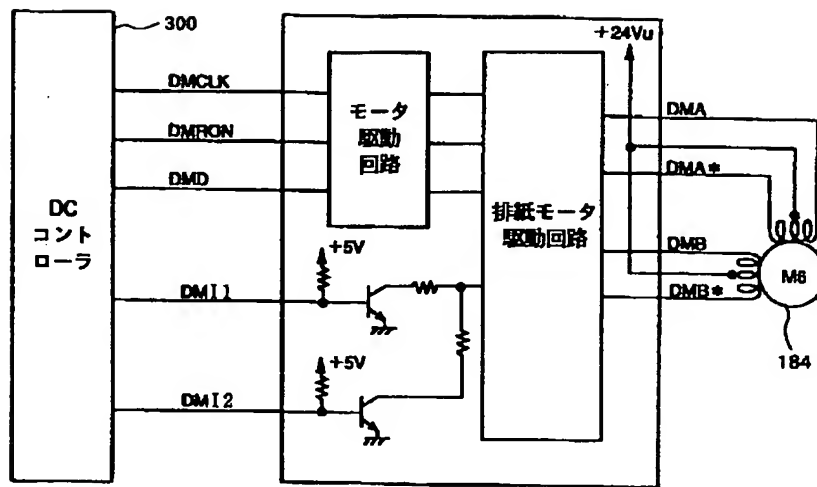 300
+24Vu
DMCLK
DMRON
DMD
DMI1
DMI2
DC
コント
ローラ
モータ
駆動
回路
+5V
+5V
排紙モータ
駆動回路
DMA
DMA*
DMB
DMB*
M6
184